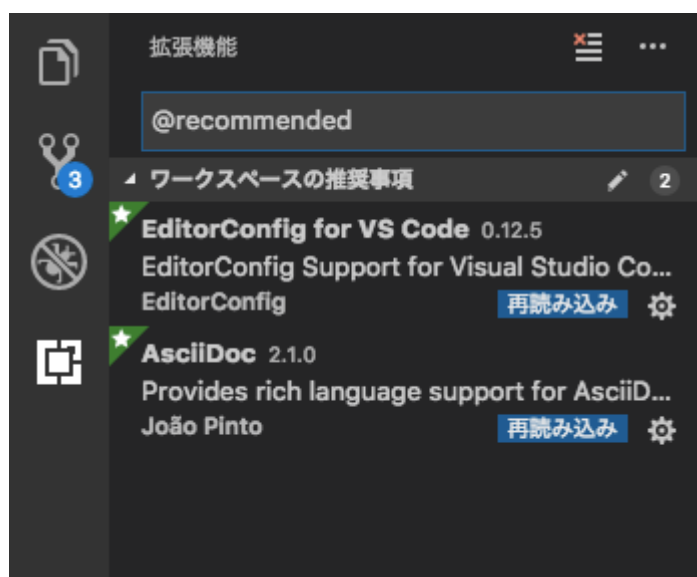 拡張機能
@recommended
3
ワークスペースの推奨事項 2
EditorConfig for VS Code 0.12.5
EditorConfig Support for Visual Studio Co...
EditorConfig 再読み込み
AsciiDoc 2.1.0
Provides rich language support for AsciiD...
João Pinto 再読み込み